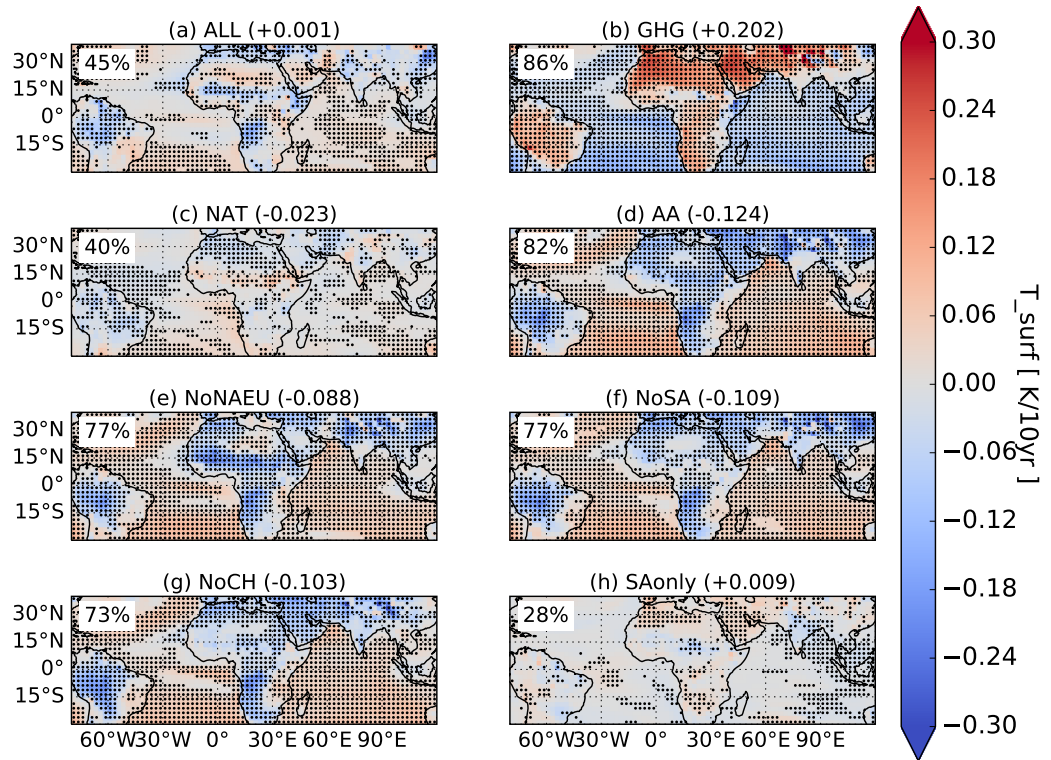 (a) ALL (+0.001)
(b) GHG (+0.202)
45%
86%
30°N
15°N
0°
15°S
(c) NAT (-0.023)
(d) AA (-0.124)
40%
82%
30°N
15°N
0°
15°S
(e) NoNAEU (-0.088)
(f) NoSA (-0.109)
77%
77%
30°N
15°N
0°
15°S
(g) NoCH (-0.103)
(h) SAonly (+0.009)
73%
28%
30°N
15°N
0°
15°S
60°W 30°W 0° 30°E 60°E 90°E
60°W 30°W 0° 30°E 60°E 90°E
0.30
0.24
0.18
0.12
0.06
0.00
−0.06
−0.12
−0.18
−0.24
−0.30
T_surf [ K/10yr ]